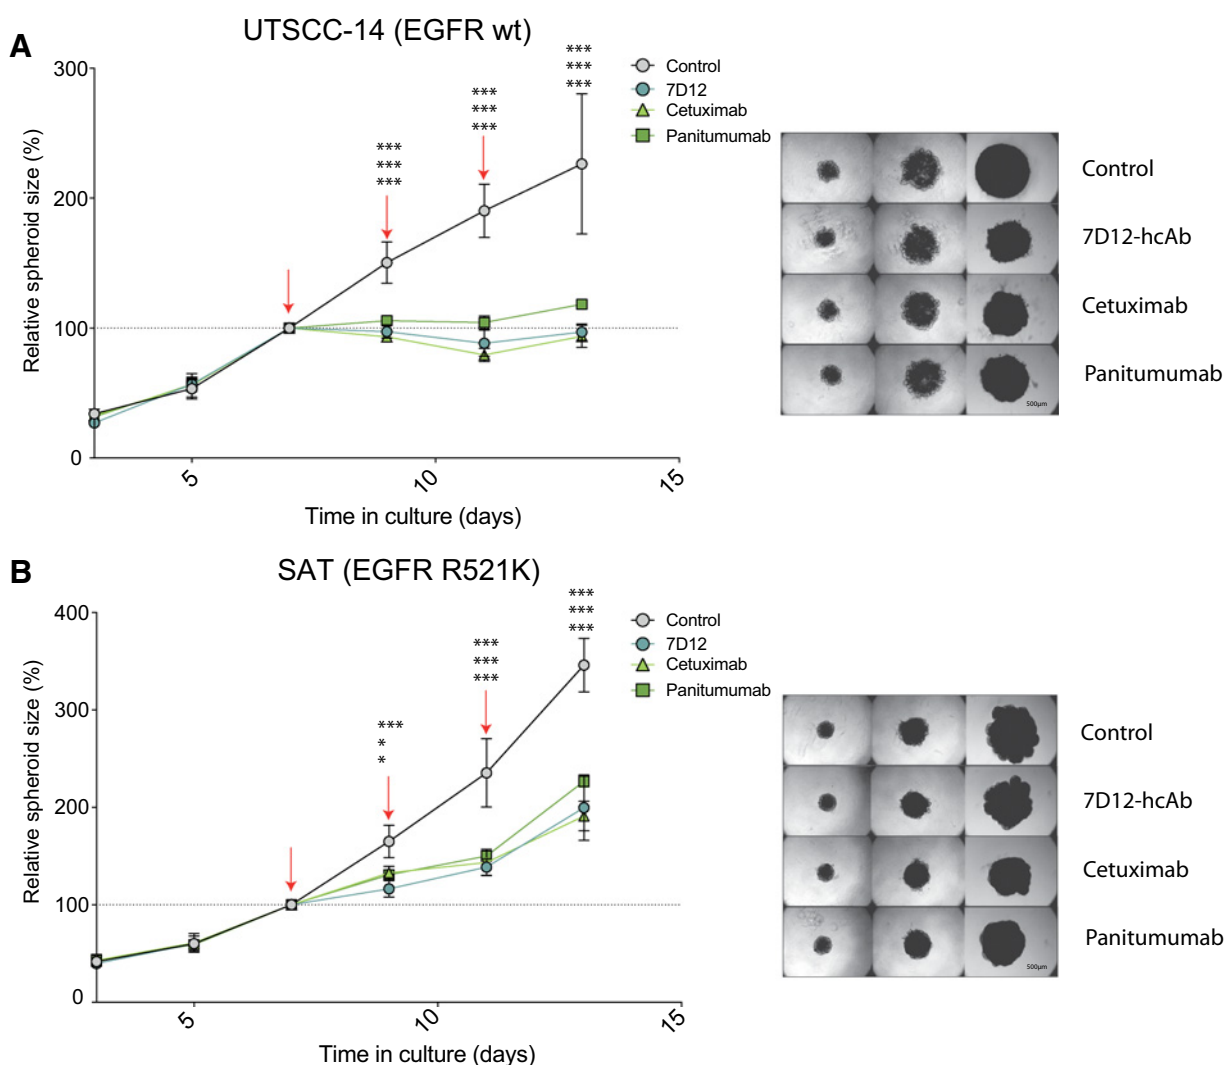 A
UTSCC-14 (EGFR wt)
300
200
100
0
Relative spheroid size (%)
5
10
15
Time in culture (days)
***
***
***
***
***
***
***
***
***
Control
7D12
Cetuximab
Panitumumab
Control
7D12-hcAb
Cetuximab
Panitumumab
500µm
B
SAT (EGFR R521K)
400
300
200
100
0
Relative spheroid size (%)
5
10
15
Time in culture (days)
***
*
*
***
***
***
***
***
***
Control
7D12
Cetuximab
Panitumumab
Control
7D12-hcAb
Cetuximab
Panitumumab
500µm